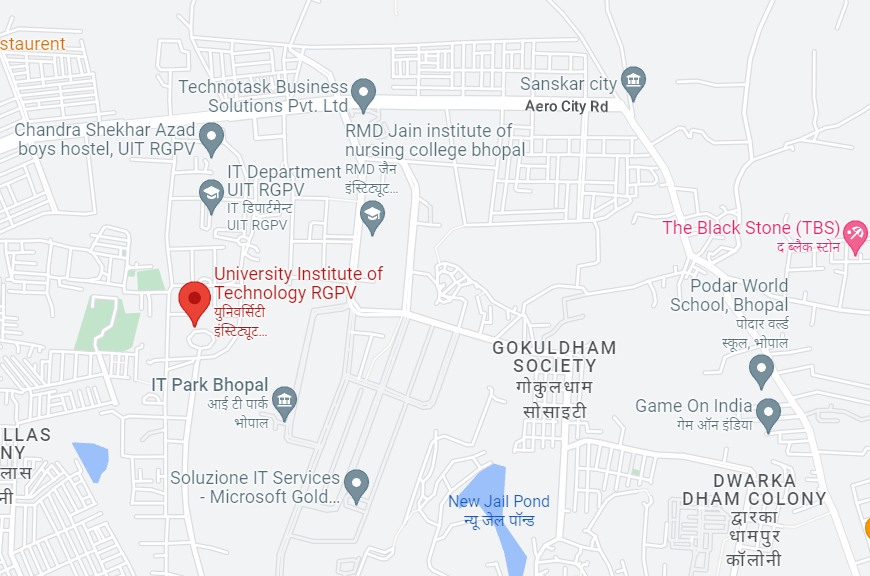 staurent
Technotask Business
Solutions Pvt. Ltd
Sanskar city
Aero City Rd
Chandra Shekhar Azad
boys hostel, UIT RGPV
RMD Jain institute of
nursing college bhopal
RMD जैन
इंस्टिट्यूट...
IT Department
UIT RGPV
IT डिपार्टमेन्ट
UIT RGPV
The Black Stone (TBS)
द ब्लैक स्टोन
University Institute of
Technology RGPV
युनिवर्सिटी
इंस्टिट्यूट...
Podar World
School, Bhopal
पोदार वर्ल्ड
स्कूल, भोपाल
GOKULDHAM
SOCIETY
गोकुलधाम
सोसाइटी
IT Park Bhopal
आई टी पार्क
भोपाल
Game On India
गेम ऑन इंडिया
LLAS
NY
लास
नी
Soluzione IT Services
- Microsoft Gold...
New Jail Pond
न्यू जेल पॉन्ड
DWARKA
DHAM COLONY
द्वारका
धामपुर
कॉलोनी